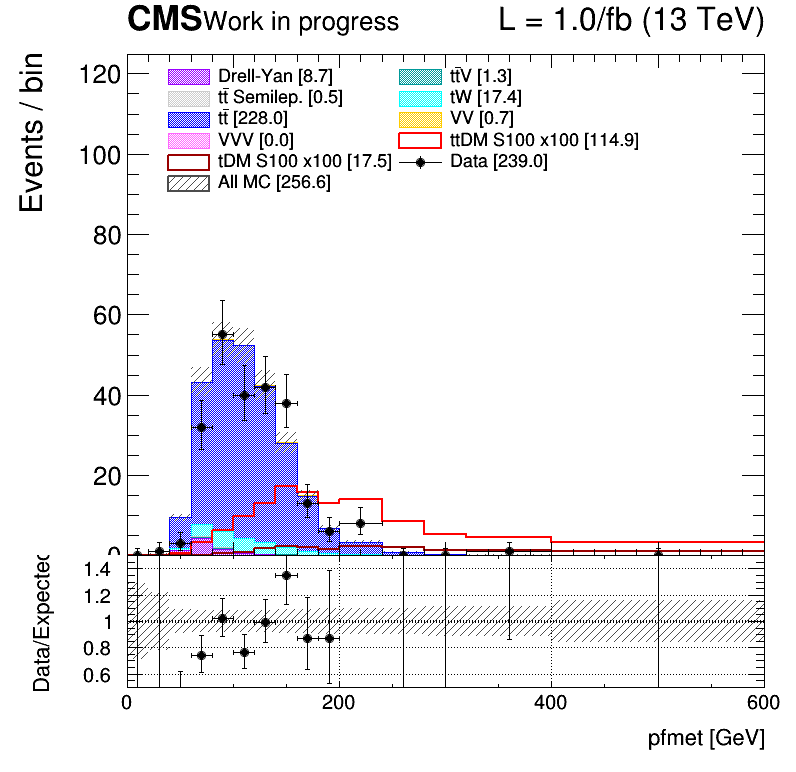 CMS Work in progress L = 1.0/fb (13 TeV)
Drell-Yan [8.7] tt̄V [1.3]
tt̄ Semilep. [0.5] tW [17.4]
tt̄ [228.0] VV [0.7]
VVV [0.0] ttDM S100 x100 [114.9]
tDM S100 x100 [17.5] Data [239.0]
All MC [256.6]
Events / bin
120
100
80
60
40
20
0
Data/Expected
1.4
1.2
1
0.8
0.6
0 200 400 600
pfmet [GeV]